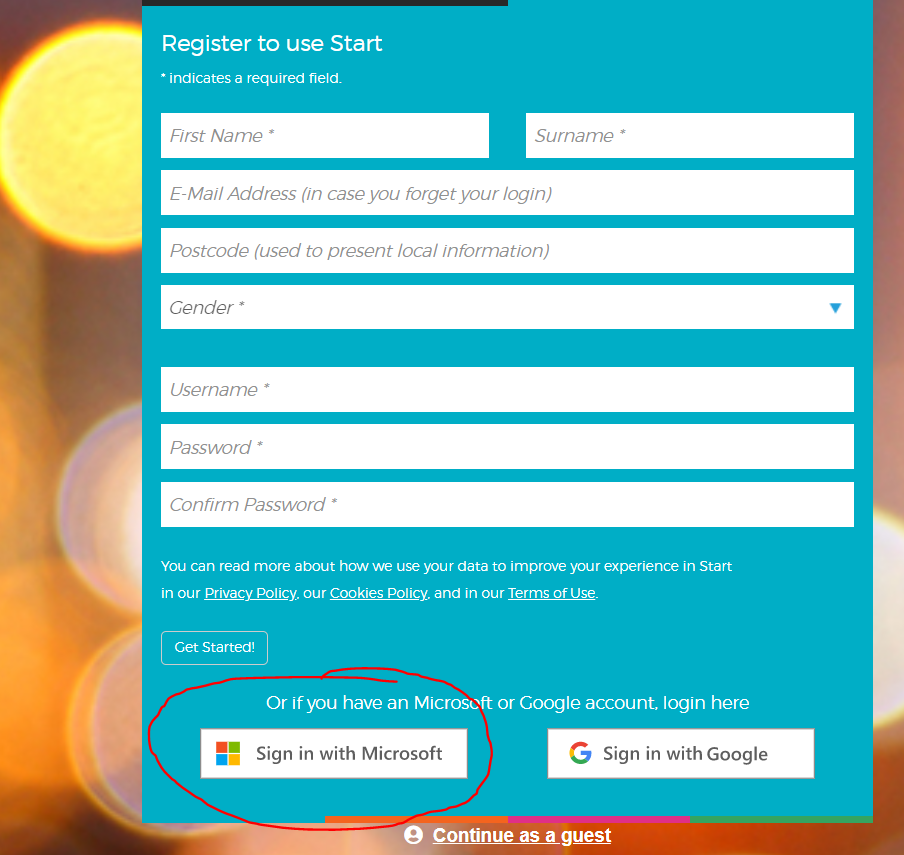 Register to use Start
* indicates a required field.
First Name *
Surname *
E-Mail Address (in case you forget your login)
Postcode (used to present local information)
Gender *
Username *
Password *
Confirm Password *
You can read more about how we use your data to improve your experience in Start
in our Privacy Policy, our Cookies Policy, and in our Terms of Use.
Get Started!
Or if you have an Microsoft or Google account, login here
Sign in with Microsoft
Sign in with Google
Continue as a guest